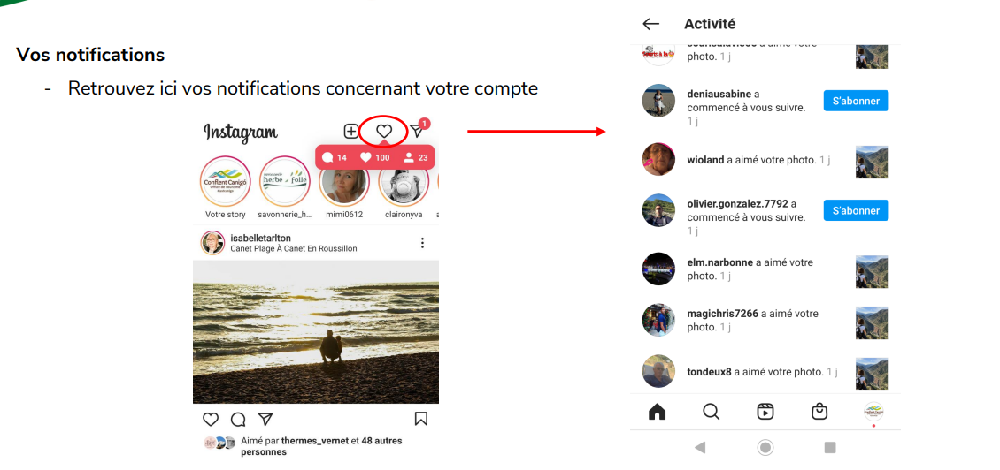 Vos notifications
- Retrouvez ici vos notifications concernant votre compte
Instagram
1
14 100 23
Conflent Canigó
Office de Tourisme
herbe folle
Votre story
savonnerie_h...
mimi0612
claironyva
a
isabelletarlton
Canet Plage À Canet En Roussillon
Aimé par thermes_vernet et 48 autres
personnes
Activité
a aimé votre
photo. 1 j
deniausabine a
commencé à vous suivre.
1 j
S'abonner
wioland a aimé votre photo. 1 j
olivier.gonzalez.7792 a
commencé à vous suivre.
1 j
S'abonner
elm.narbonne a aimé votre
photo. 1 j
magichris7266 a aimé votre
photo. 1 j
tondeux8 a aimé votre photo. 1 j